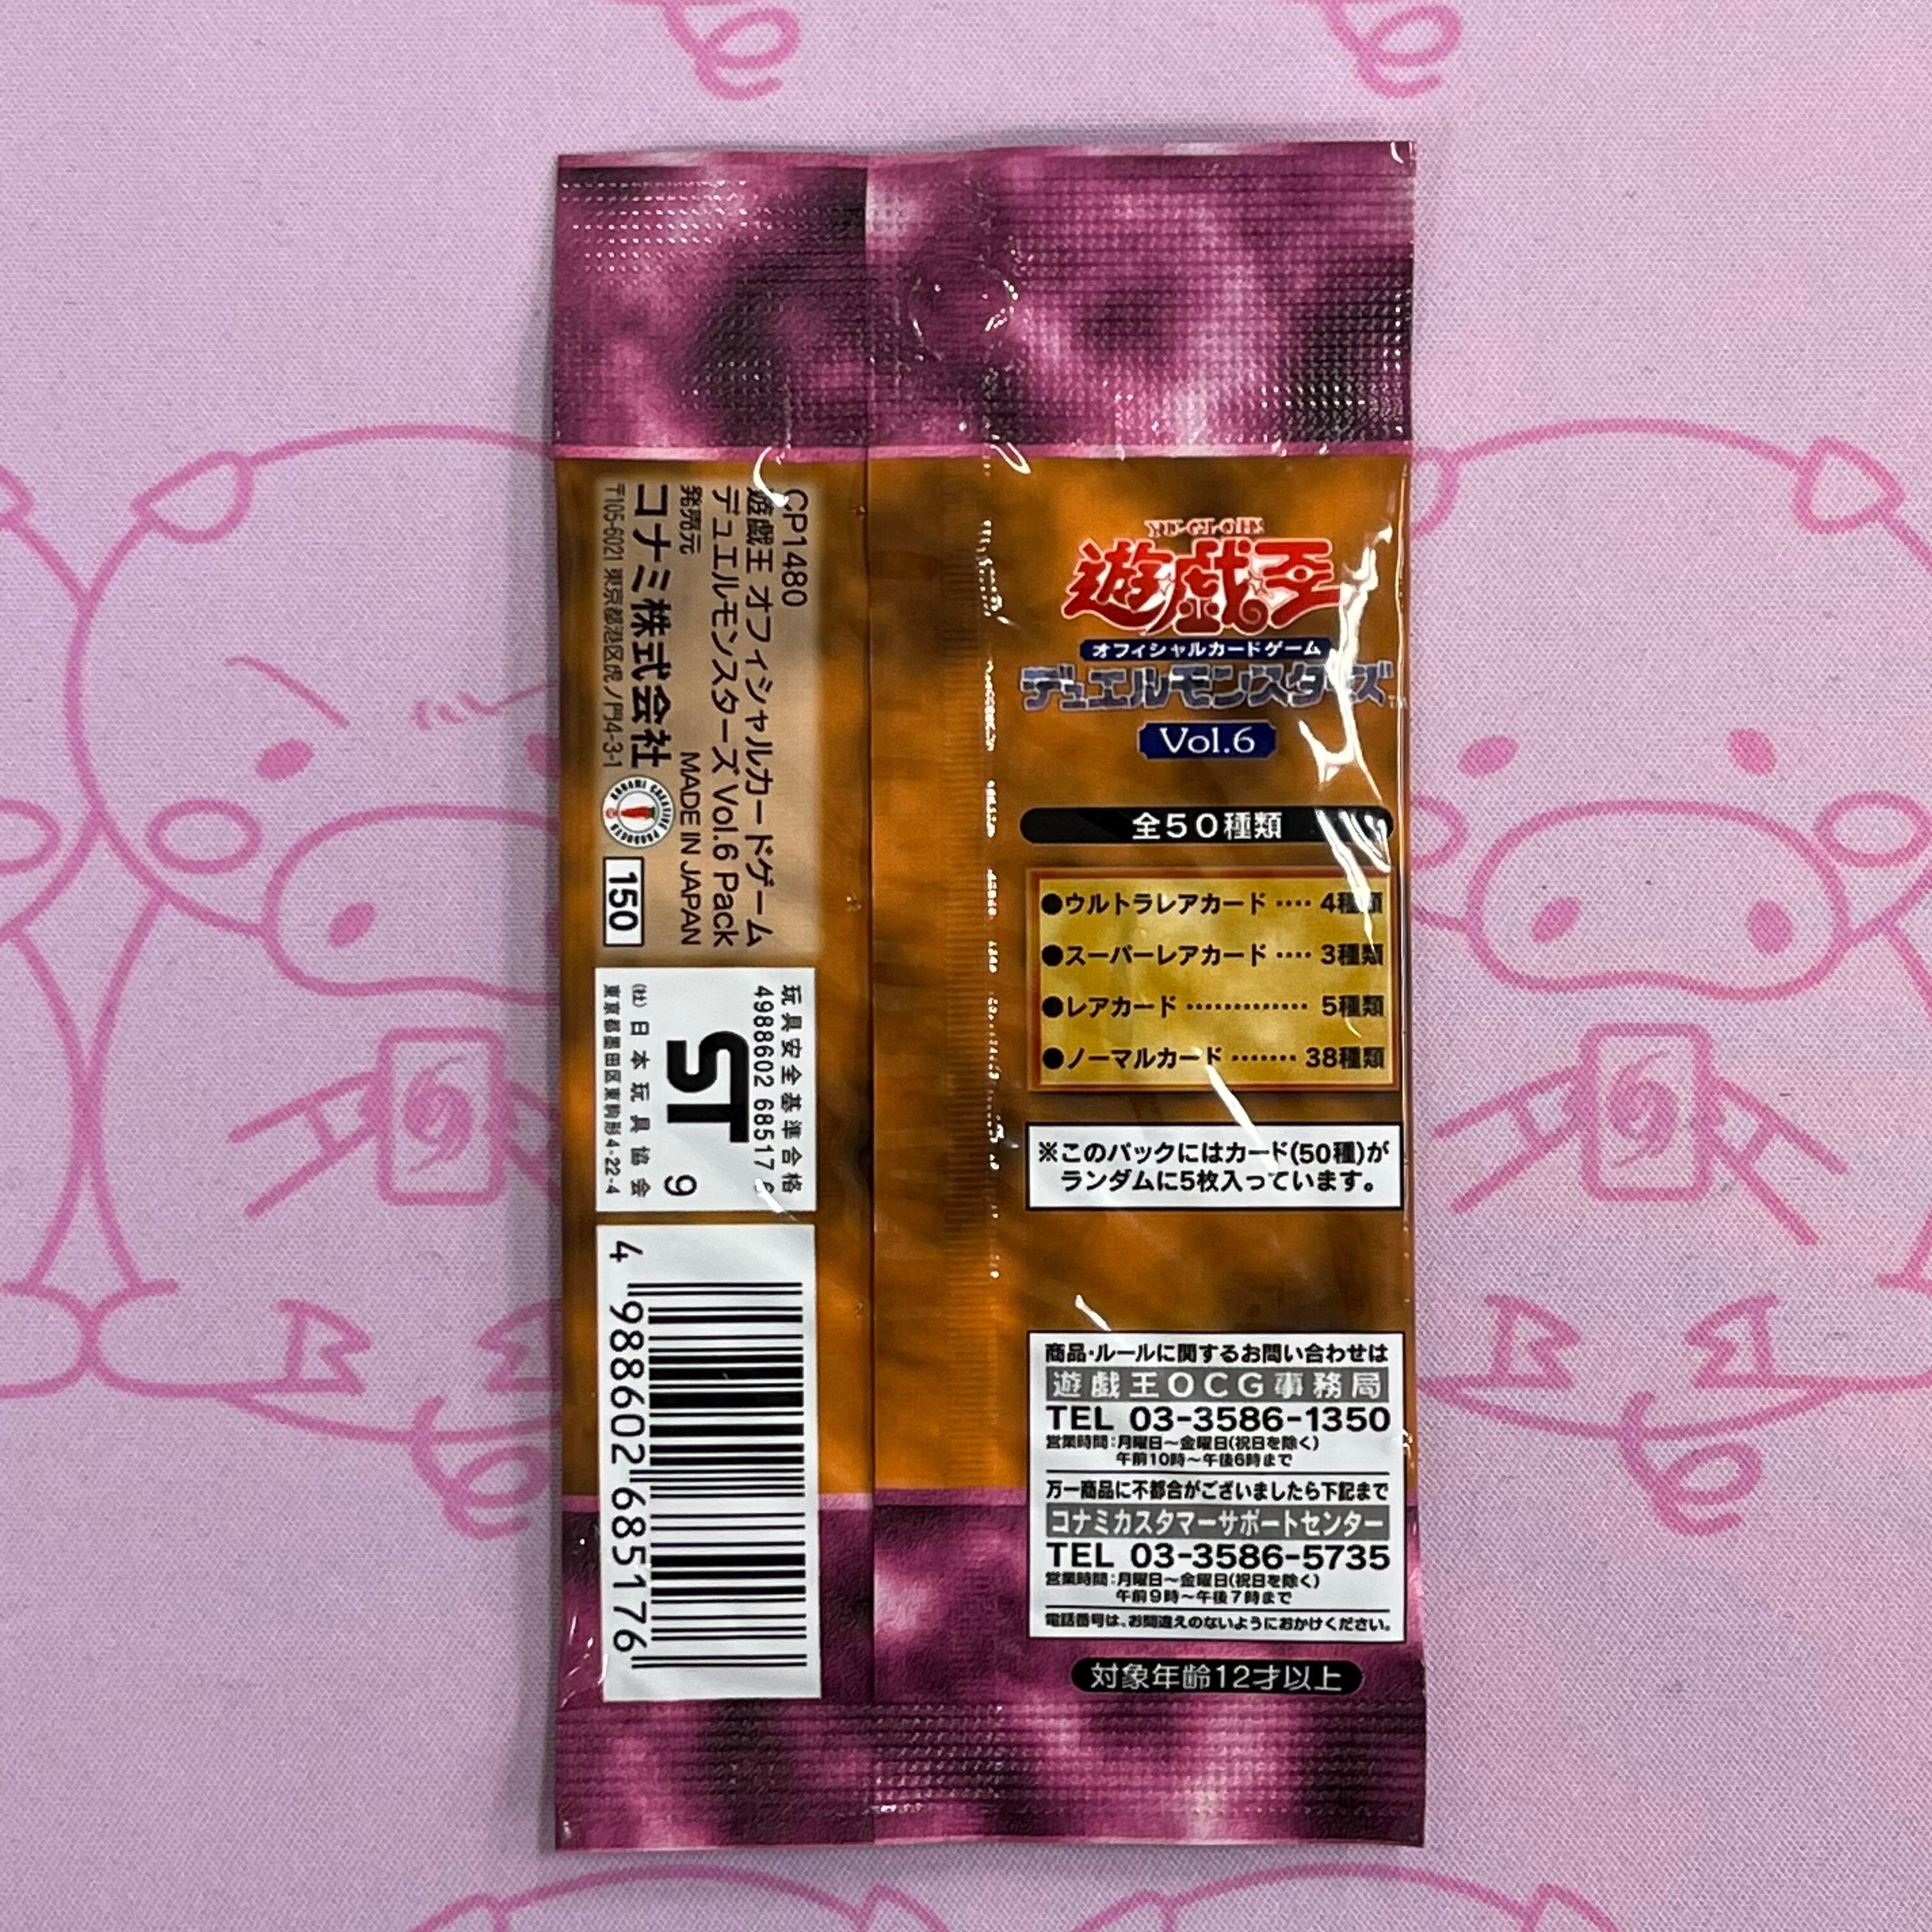 CP1480
遊戯王 オフィシャルカードゲーム
デュエルモンスターズ Vol.6 Pack
発売元
MADE IN JAPAN
コナミ株式会社
〒105-6021 東京都港区虎ノ門4-3-1
KONAMI CREATIVE PRODUCTS
150
玩具安全基準合格
4988602 68517
ST
9
(社)日本玩具協会
東京都墨田区東駒形4-22-4
4 988602 685176
YU-GI-OH
遊戯王
オフィシャルカードゲーム
デュエルモンスターズ
Vol.6
全50種類
●ウルトラレアカード ···· 4種類
●スーパーレアカード ···· 3種類
●レアカード ············· 5種類
●ノーマルカード ······· 38種類
※このパックにはカード(50種)が
ランダムに5枚入っています。
商品・ルールに関するお問い合わせは
遊戯王OCG事務局
TEL 03-3586-1350
営業時間:月曜日〜金曜日(祝日を除く)
午前10時〜午後6時まで
万一商品に不都合がございましたら下記まで
コナミカスタマーサポートセンター
TEL 03-3586-5735
営業時間:月曜日〜金曜日(祝日を除く)
午前9時〜午後7時まで
電話番号は、お間違えのないようにおかけください。
対象年齢12才以上